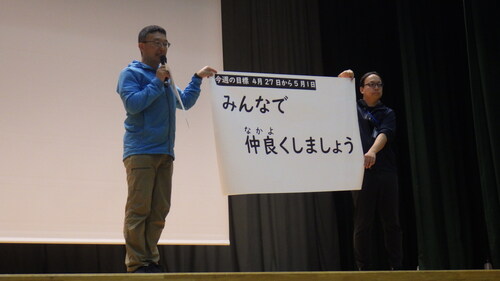 今週の目標 4月27日から5月1日
みんなで
なかよ
仲良くしましょう